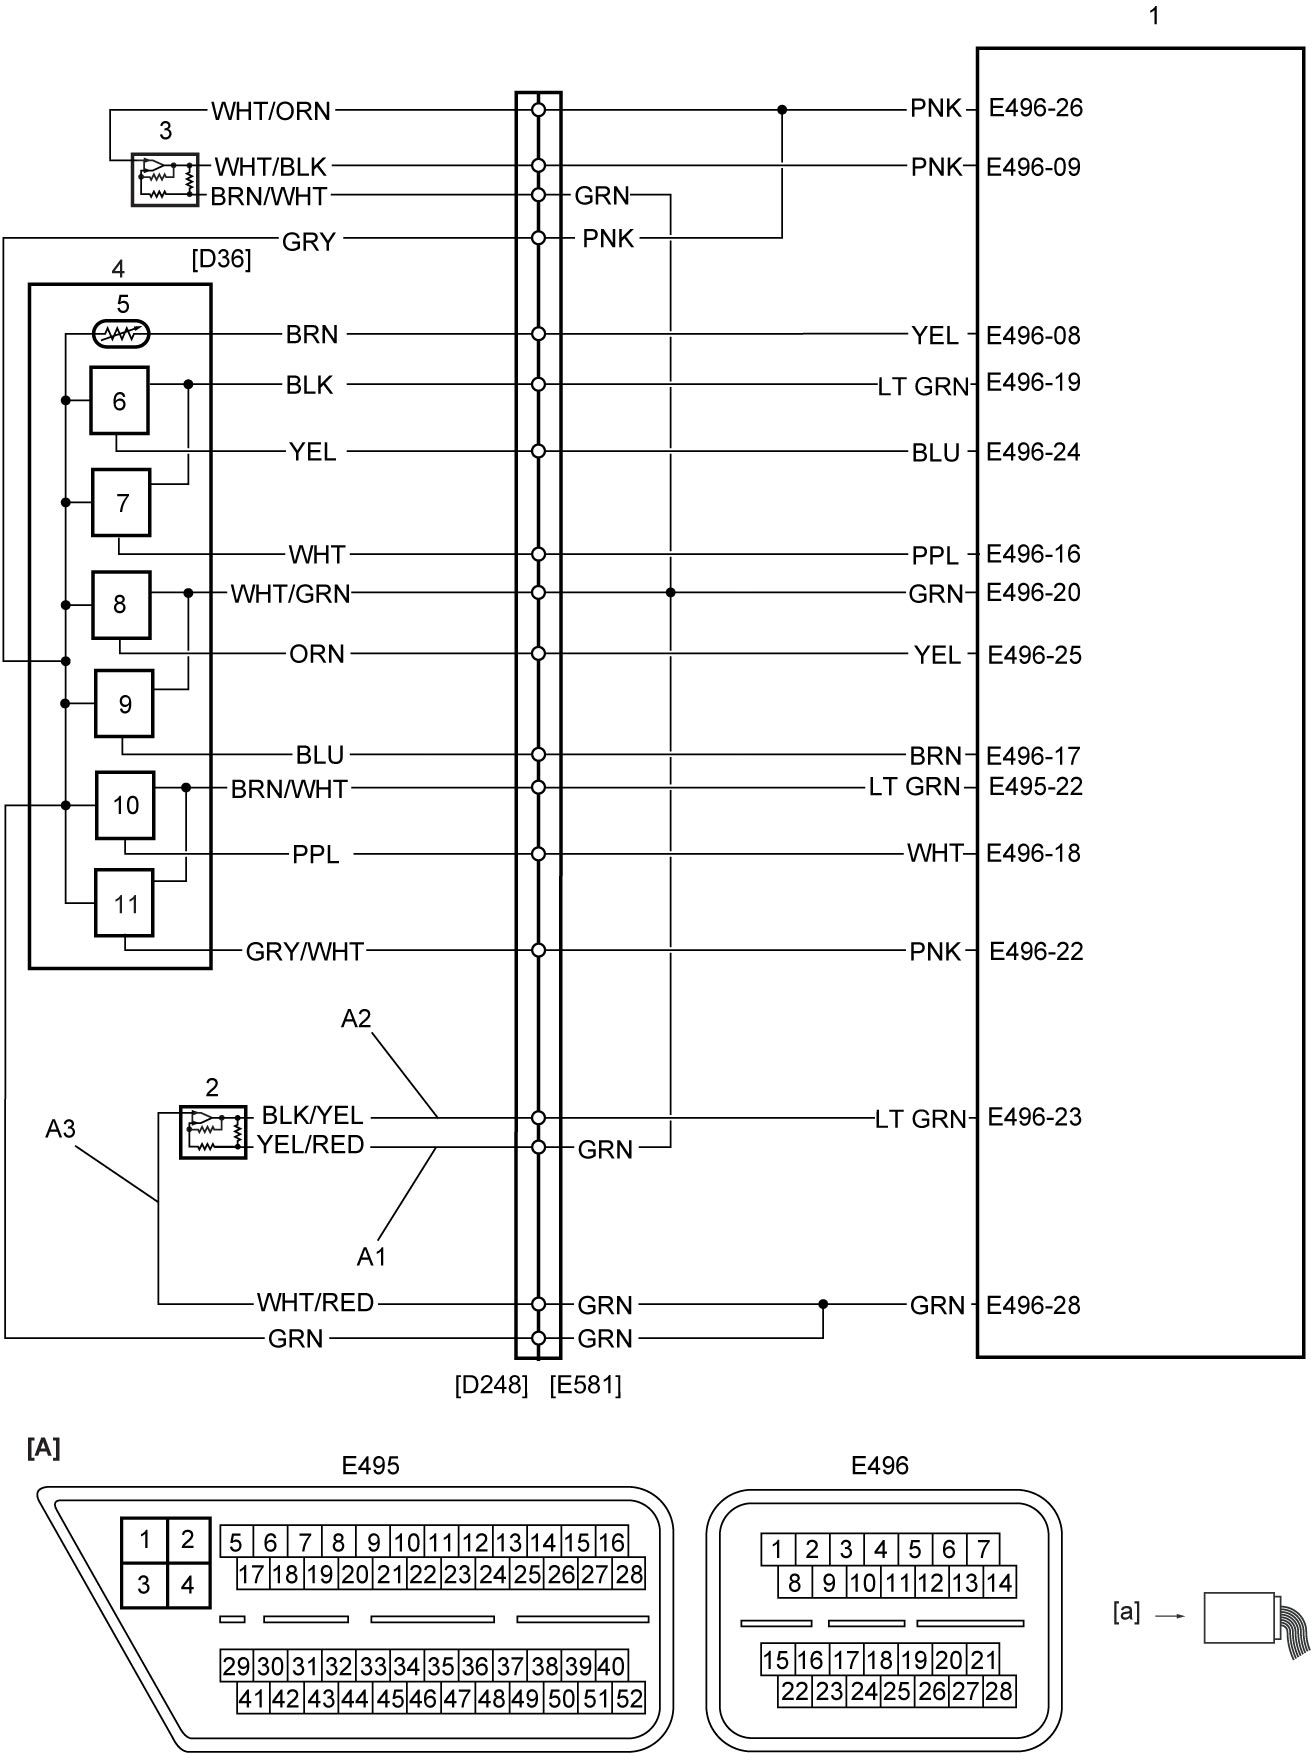 1
WHT/ORN PNK E496-26
3
WHT/BLK PNK E496-09
BRN/WHT GRN
GRY PNK
[D36]
4
5
BRN YEL E496-08
6 BLK LT GRN E496-19
YEL BLU E496-24
7
WHT PPL E496-16
8 WHT/GRN GRN E496-20
ORN YEL E496-25
9
BLU BRN E496-17
10 BRN/WHT LT GRN E495-22
PPL WHT E496-18
11
GRY/WHT PNK E496-22
A2
2
BLK/YEL LT GRN E496-23
A3
YEL/RED GRN
A1
WHT/RED GRN GRN E496-28
GRN GRN
[D248] [E581]
[A]
E495 E496
1 2 5 6 7 8 9 10 11 12 13 14 15 16
3 4 17 18 19 20 21 22 23 24 25 26 27 28
29 30 31 32 33 34 35 36 37 38 39 40
41 42 43 44 45 46 47 48 49 50 51 52
1 2 3 4 5 6 7
8 9 10 11 12 13 14
15 16 17 18 19 20 21
22 23 24 25 26 27 28
[a]